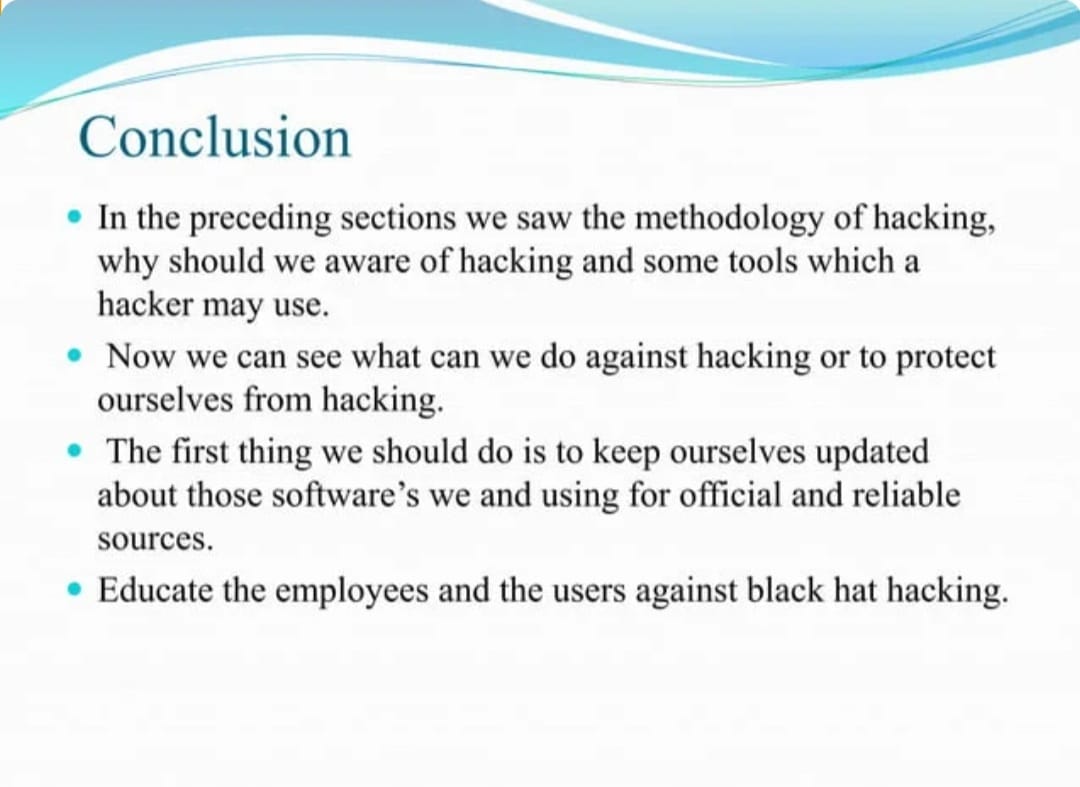 Conclusion
In the preceding sections we saw the methodology of hacking,
why should we aware of hacking and some tools which a
hacker may use.
Now we can see what can we do against hacking or to protect
ourselves from hacking.
The first thing we should do is to keep ourselves updated
about those software’s we and using for official and reliable
sources.
Educate the employees and the users against black hat hacking.